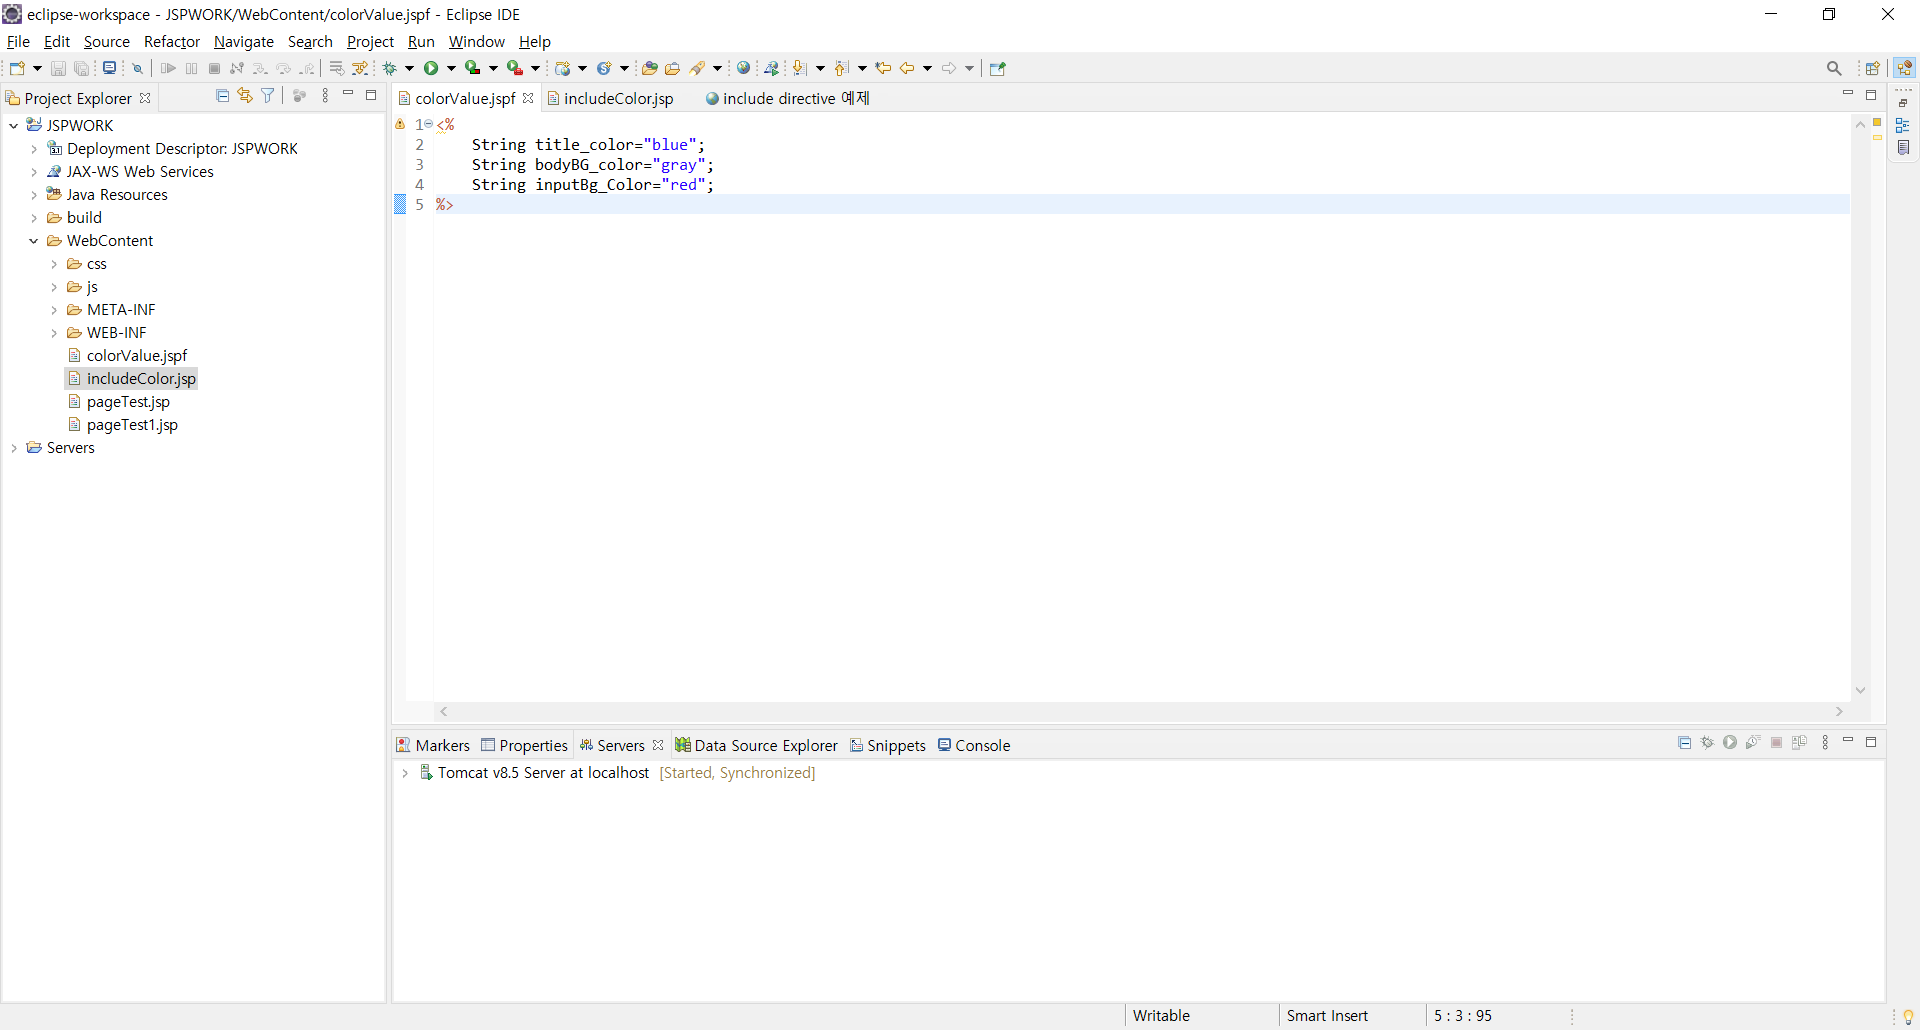 eclipse-workspace - JSPWORK/WebContent/colorValue.jspf - Eclipse IDE
File Edit Source Refactor Navigate Search Project Run Window Help
Project Explorer
JSPWORK
Deployment Descriptor: JSPWORK
JAX-WS Web Services
Java Resources
build
WebContent
css
js
META-INF
WEB-INF
colorValue.jspf
includeColor.jsp
pageTest.jsp
pageTest1.jsp
Servers
colorValue.jspf includeColor.jsp include directive 예제
1 <%
2 String title_color="blue";
3 String bodyBG_color="gray";
4 String inputBg_Color="red";
5 %>
Markers Properties Servers Data Source Explorer Snippets Console
Tomcat v8.5 Server at localhost [Started, Synchronized]
Writable Smart Insert 5 : 3 : 95